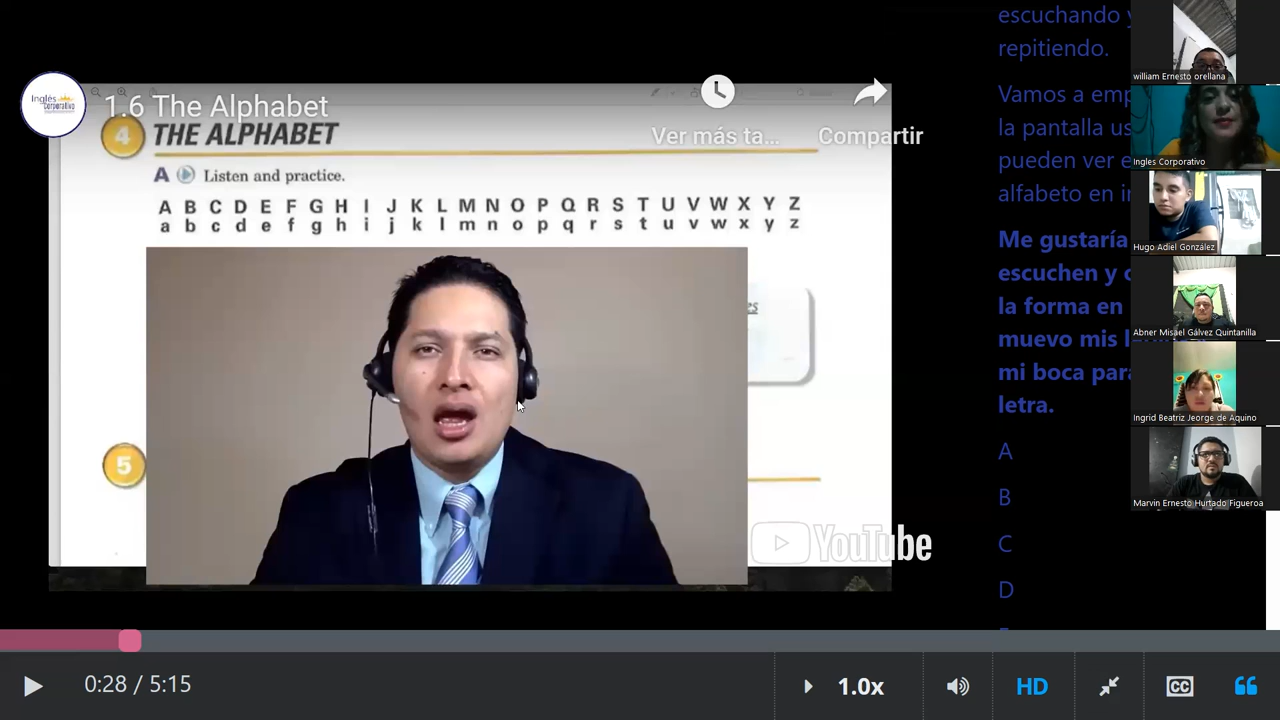 Inglés
Corporativo
1.6 The Alphabet
Ver más ta...
Compartir
4 THE ALPHABET
A Listen and practice.
A B C D E F G H I J K L M N O P Q R S T U V W X Y Z
a b c d e f g h i j k l m n o p q r s t u v w x y z
5
YouTube
escuchando y
repitiendo.
Vamos a emp
la pantalla us
pueden ver e
alfabeto en in
Me gustaría
escuchen y
la forma en
muevo mis
mi boca para
letra.
A
B
C
D
william Ernesto orellana
Ingles Corporativo
Hugo Adiel González
Abner Misael Gálvez Quintanilla
Ingrid Beatriz Jeorge de Aquino
Marvin Ernesto Hurtado Figueroa
0:28 / 5:15
1.0x
HD
CC